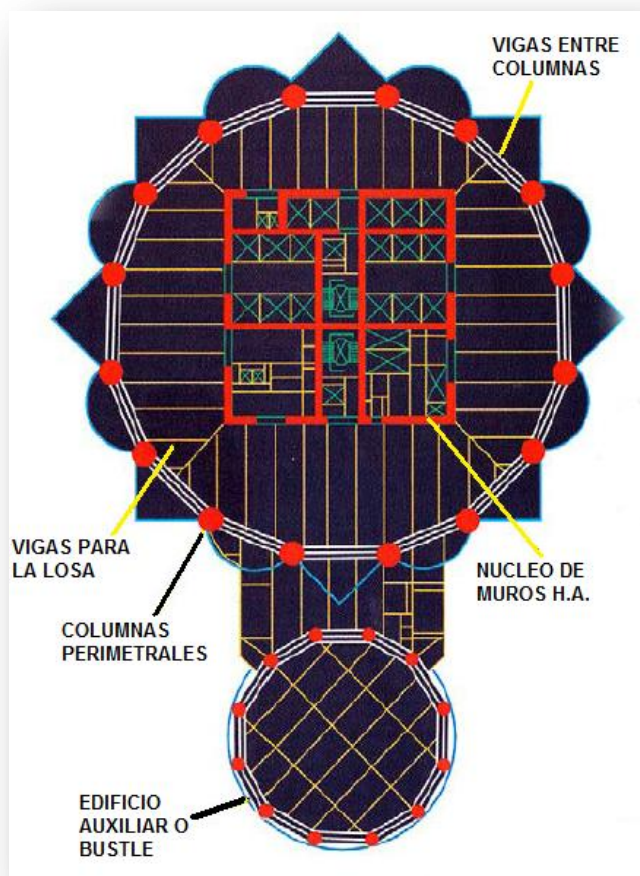 VIGAS ENTRE
COLUMNAS
VIGAS PARA
LA LOSA
NUCLEO DE
MUROS H.A.
COLUMNAS
PERIMETRALES
EDIFICIO
AUXILIAR O
BUSTLE